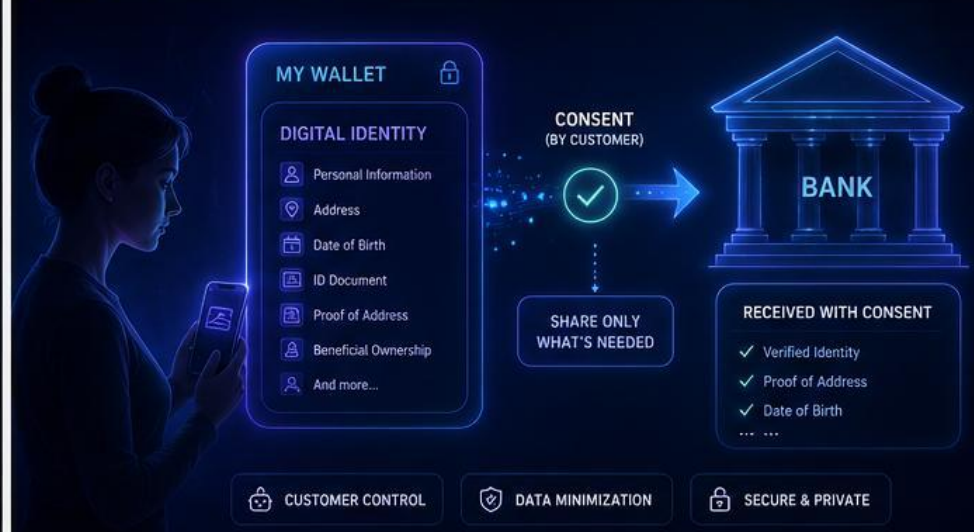 MY WALLET
DIGITAL IDENTITY
Personal Information
Address
Date of Birth
ID Document
Proof of Address
Beneficial Ownership
And more...
CONSENT
(BY CUSTOMER)
SHARE ONLY
WHAT'S NEEDED
BANK
RECEIVED WITH CONSENT
Verified Identity
Proof of Address
Date of Birth
... ...
CUSTOMER CONTROL
DATA MINIMIZATION
SECURE & PRIVATE